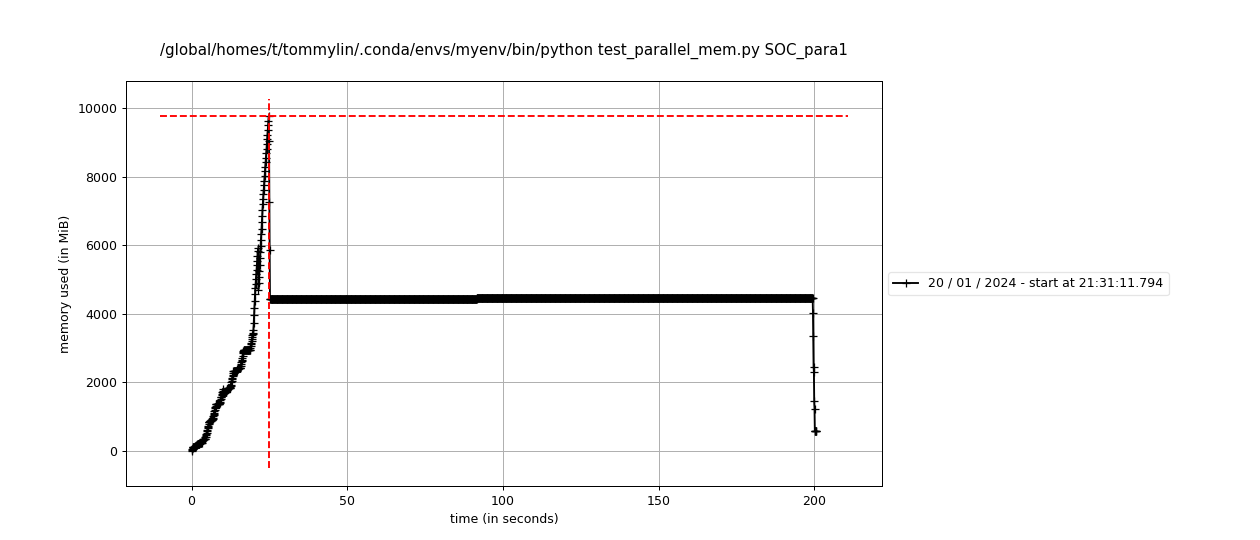 /global/homes/t/tommylin/.conda/envs/myenv/bin/python test_parallel_mem.py SOC_para1
10000
8000
6000
4000
2000
0
memory used (in MiB)
0 50 100 150 200
time (in seconds)
20 / 01 / 2024 - start at 21:31:11.794